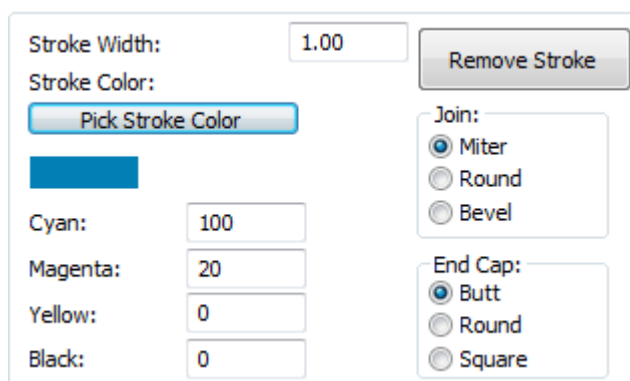 Stroke Width: 1.00
Remove Stroke
Stroke Color:
Pick Stroke Color
Cyan: 100
Magenta: 20
Yellow: 0
Black: 0
Join:
Miter
Round
Bevel
End Cap:
Butt
Round
Square